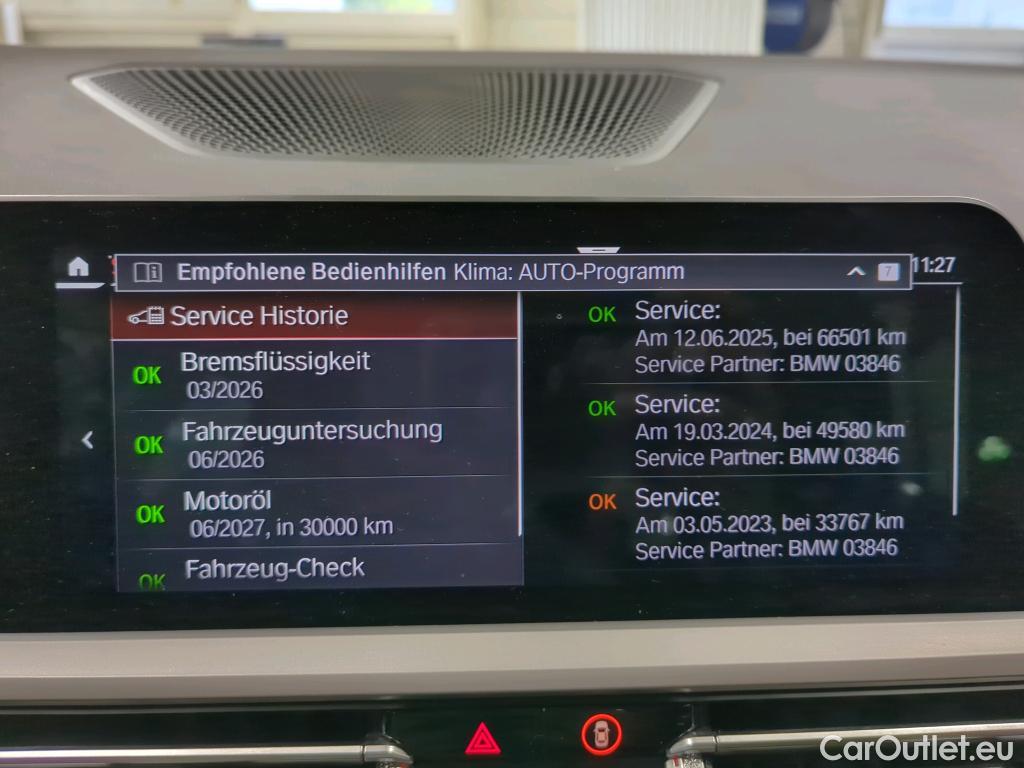 Empfohlene Bedienhilfen Klima: AUTO-Programm
7
11:27
Service Historie
OK
Bremsflüssigkeit
03/2026
OK
Fahrzeuguntersuchung
06/2026
OK
Motoröl
06/2027, in 30000 km
OK
Fahrzeug-Check
OK
Service:
Am 12.06.2025, bei 66501 km
Service Partner: BMW 03846
OK
Service:
Am 19.03.2024, bei 49580 km
Service Partner: BMW 03846
OK
Service:
Am 03.05.2023, bei 33767 km
Service Partner: BMW 03846
CarOutlet.eu